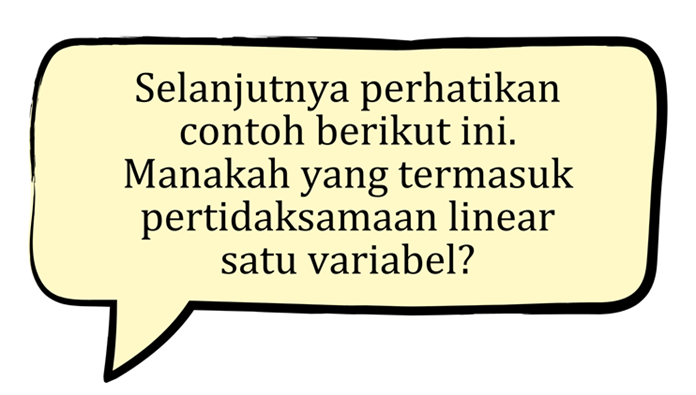 Selanjutnya perhatikan
contoh berikut ini.
Manakah yang termasuk
pertidaksamaan linear
satu variabel?